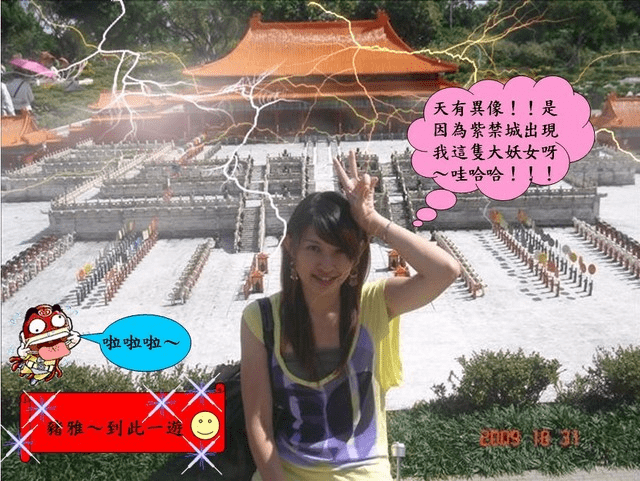 天有異像！！是
因為紫禁城出現
我這隻大妖女呀
～哇哈哈！！！
啦啦啦～
豬雅～到此一遊
2009 10 31